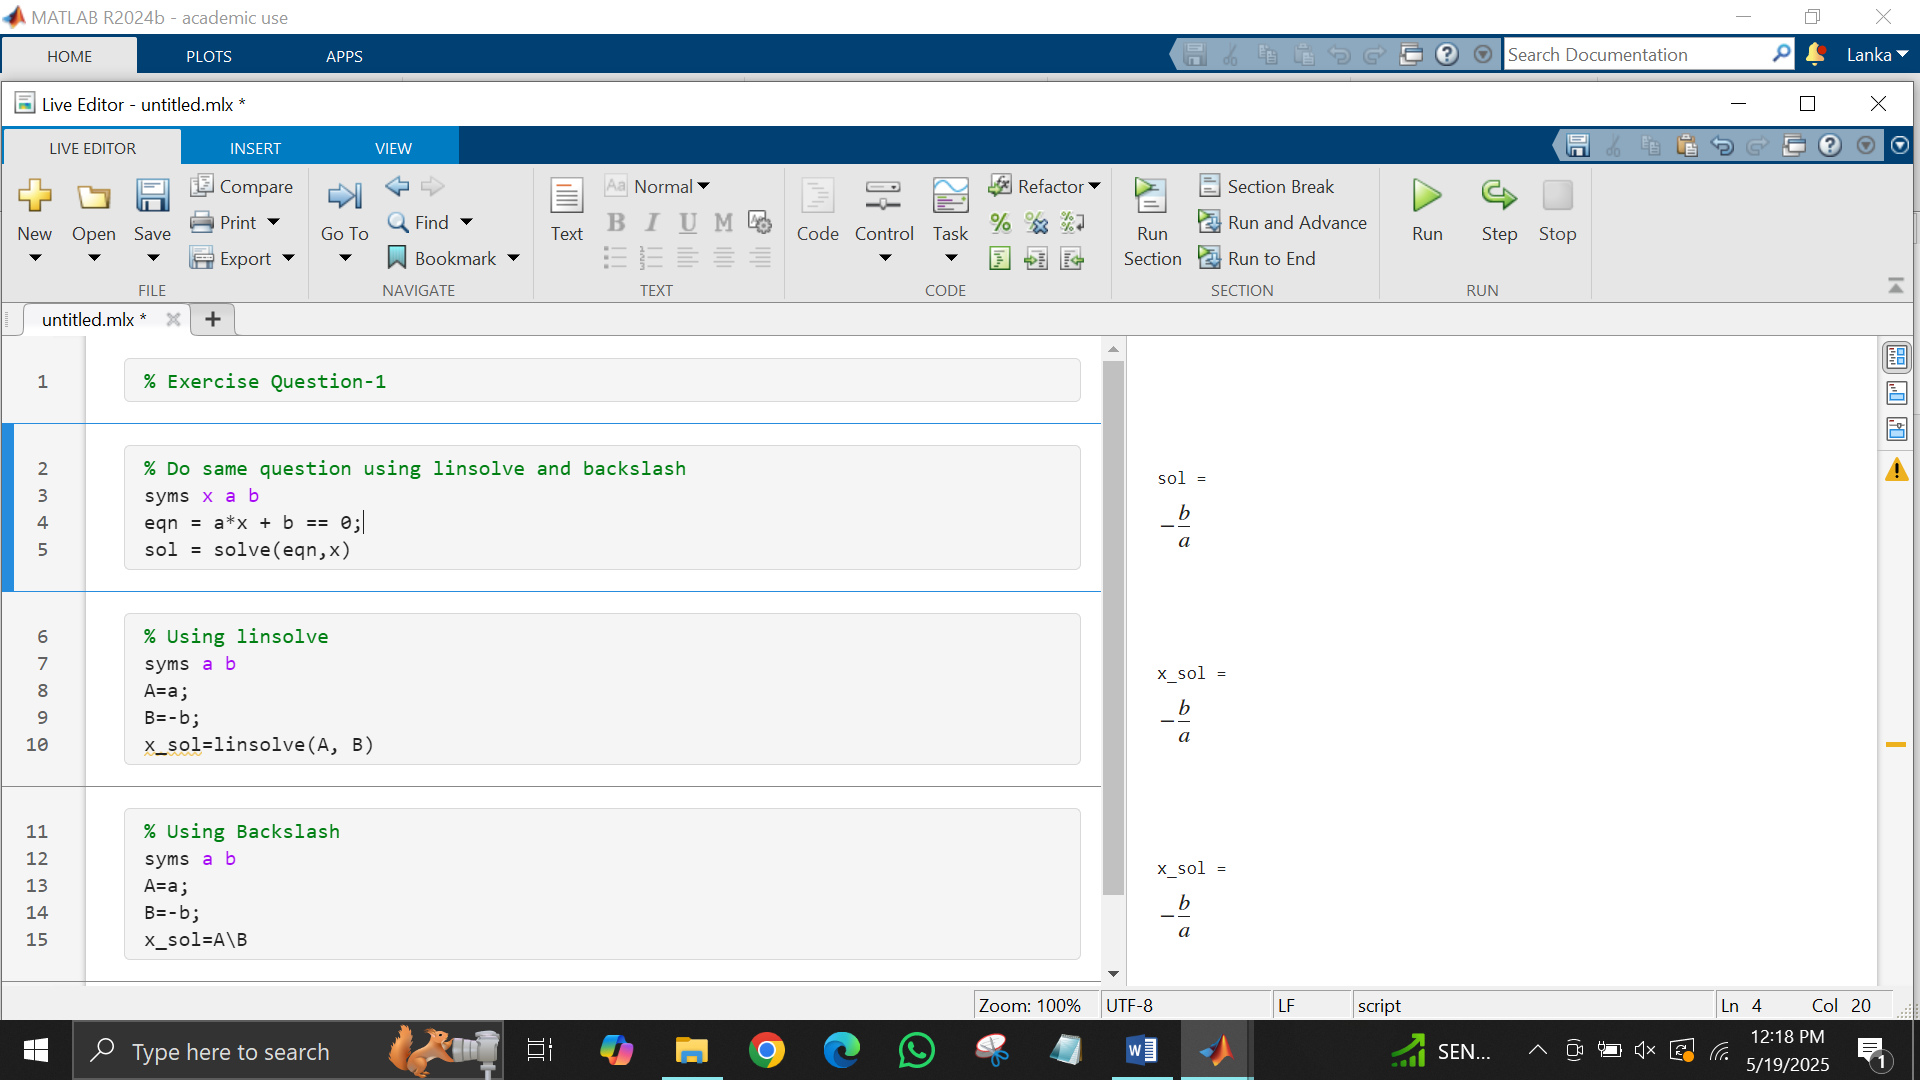 MATLAB R2024b - academic use
HOME PLOTS APPS Search Documentation Lanka
Live Editor - untitled.mlx *
LIVE EDITOR INSERT VIEW
New Open Save Compare Print Export
FILE
Go To Find Bookmark
NAVIGATE
Text Aa Normal B I U M
TEXT
Code Control Task Refactor
CODE
Run Section Section Break Run and Advance Run to End
SECTION
Run Step Stop
RUN
untitled.mlx *
1 % Exercise Question-1
2 % Do same question using linsolve and backslash
3 syms x a b
4 eqn = a*x + b == 0;
5 sol = solve(eqn,x)
6 % Using linsolve
7 syms a b
8 A=a;
9 B=-b;
10 x_sol=linsolve(A, B)
11 % Using Backslash
12 syms a b
13 A=a;
14 B=-b;
15 x_sol=A\B
sol =
−b/a
x_sol =
−b/a
x_sol =
−b/a
Zoom: 100% UTF-8 LF script Ln 4 Col 20
Type here to search SEN... 12:18 PM
5/19/2025 1